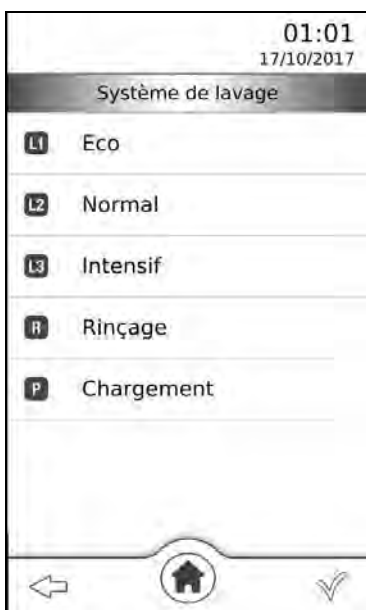 01:01
17/10/2017
Système de lavage
L1 Eco
L2 Normal
L3 Intensif
R Rinçage
P Chargement